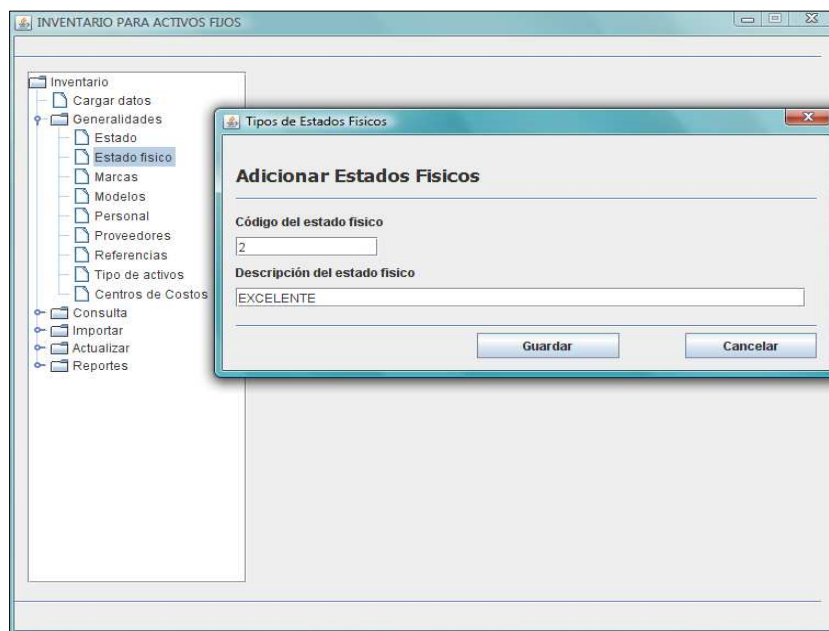 INVENTARIO PARA ACTIVOS FIJOS
Inventario
Cargar datos
Generalidades
Estado
Estado fisico
Marcas
Modelos
Personal
Proveedores
Referencias
Tipo de activos
Centros de Costos
Consulta
Importar
Actualizar
Reportes
Tipos de Estados Fisicos
Adicionar Estados Fisicos
Código del estado fisico
2
Descripción del estado fisico
EXCELENTE
Guardar Cancelar